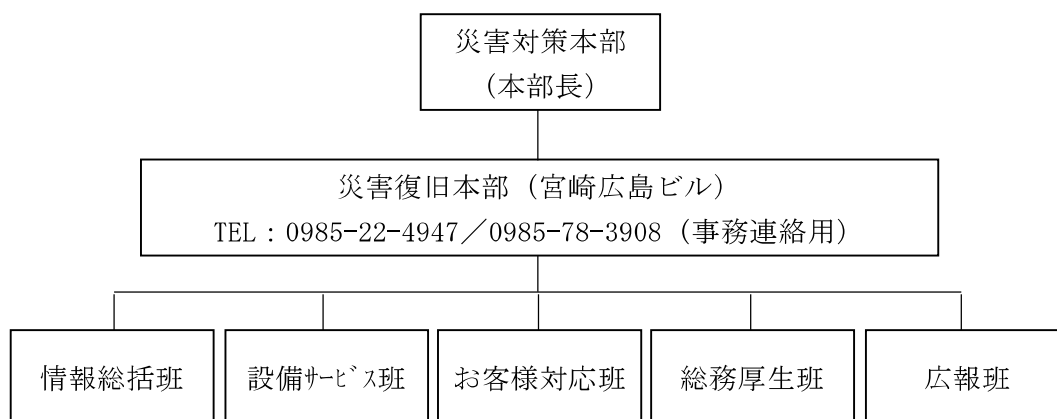 災害対策本部
(本部長)
災害復旧本部（宮崎広島ビル）
TEL：0985-22-4947／0985-78-3908（事務連絡用）
情報総括班
設備ｻｰﾋﾞｽ班
お客様対応班
総務厚生班
広報班